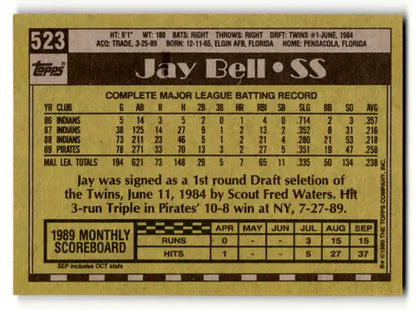 523
HT: 6'1" WT: 180 BATS: RIGHT THROWS: RIGHT DRFT: TWINS #1-JUNE, 1984
ACQ: TRADE, 3-25-89 BORN: 12-11-65, ELGIN AFB, FLORIDA HOME: PENSACOLA, FLORIDA
Topps
Jay Bell • SS
COMPLETE MAJOR LEAGUE BATTING RECORD
YR CLUB G AB R H 2B 3B HR RBI SB SLG BB SO AVG
86 INDIANS 5 14 3 5 2 0 1 4 0 .714 2 3 .357
87 INDIANS 38 125 14 27 9 1 2 13 2 .352 8 31 .216
88 INDIANS 73 211 23 46 5 1 2 21 4 .280 21 53 .218
89 PIRATES 78 271 33 70 13 3 2 27 5 .351 19 47 .258
MAJ. LEA. TOTALS 194 621 73 148 29 5 7 65 11 .335 50 134 .238
Jay was signed as a 1st round Draft seletion of
the Twins, June 11, 1984 by Scout Fred Waters. Hit
3-run Triple in Pirates' 10-8 win at NY, 7-27-89.
1989 MONTHLY
SCOREBOARD
APR MAY JUN JUL AUG SEP
RUNS 0 - - 3 15 15
HITS 1 - - 5 27 37
SEP includes OCT stats
©1990 THE TOPPS COMPANY, INC.